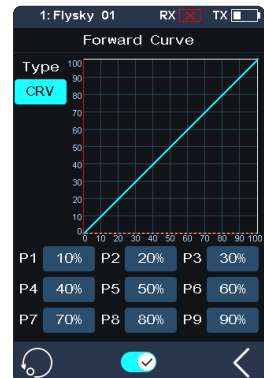 1: Flysky 01 RX TX
Forward Curve
Type
CRV
100
90
80
70
60
50
40
30
20
10
0
0 10 20 30 40 50 60 70 80 90 100
P1 10% P2 20% P3 30%
P4 40% P5 50% P6 60%
P7 70% P8 80% P9 90%